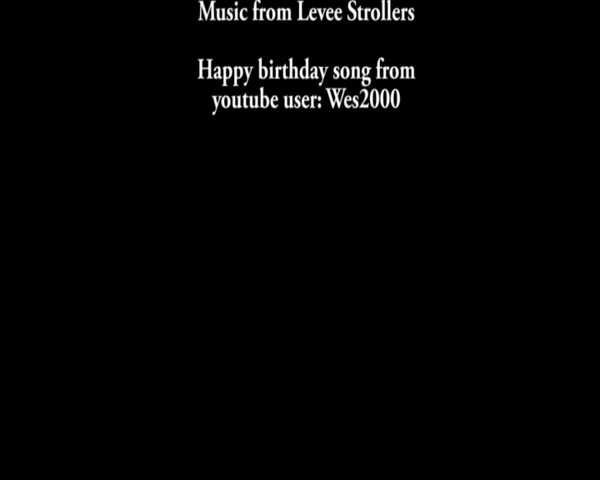 Music from Levee Strollers
Happy birthday song from
youtube user: Wes2000